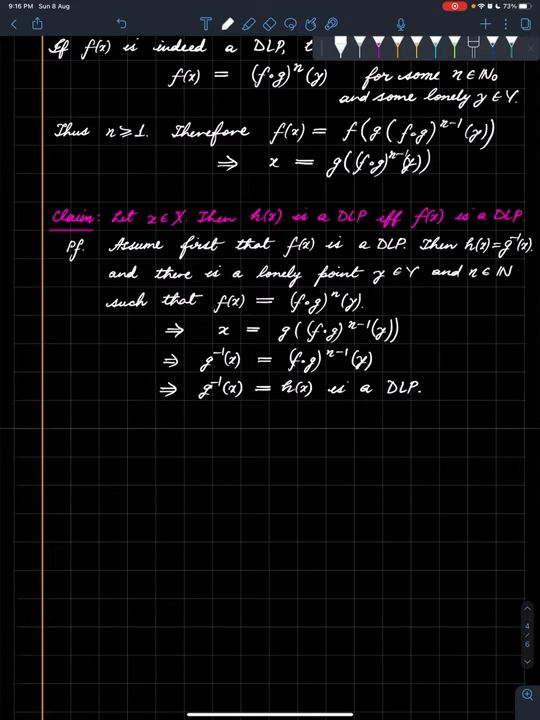 9:16 PM Sun 8 Aug 73%
If f(x) is indeed a DLP, t
f(x) = (f∘g)ⁿ(y) for some n ∈ ℕ₀
and some lonely y ∈ Y.
Thus n ⩾ 1. Therefore f(x) = f(g(f∘g)ⁿ⁻¹(y))
⇒ x = g((f∘g)ⁿ⁻¹(y))
Claim: Let x ∈ X. Then h(x) is a DLP iff f(x) is a DLP
Pf. Assume first that f(x) is a DLP. Then h(x) = g⁻¹(x).
and there is a lonely point y ∈ Y and n ∈ ℕ
such that f(x) = (f∘g)ⁿ(y).
⇒ x = g((f∘g)ⁿ⁻¹(y))
⇒ g⁻¹(x) = (f∘g)ⁿ⁻¹(y)
⇒ g⁻¹(x) = h(x) is a DLP.
4
/
6